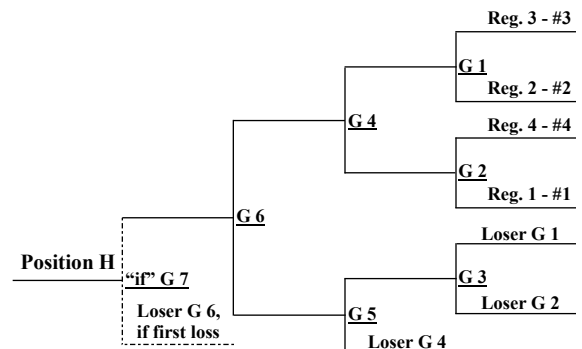 Reg. 3 - #3
G 1
Reg. 2 - #2
G 4
Reg. 4 - #4
G 2
Reg. 1 - #1
G 6
Loser G 1
Position H
"if" G 7
G 3
Loser G 6,
if first loss
Loser G 2
G 5
Loser G 4